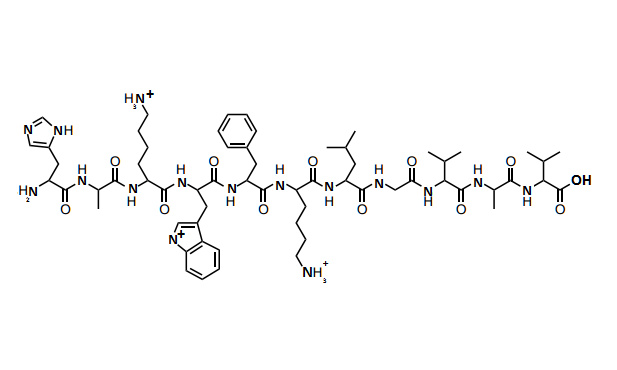 H₃N⁺
N NH
O O O O O
H H H H H
N N N N N OH
H₂N N N N N N
H H H H H
O O O O O O
N⁺
NH₃⁺